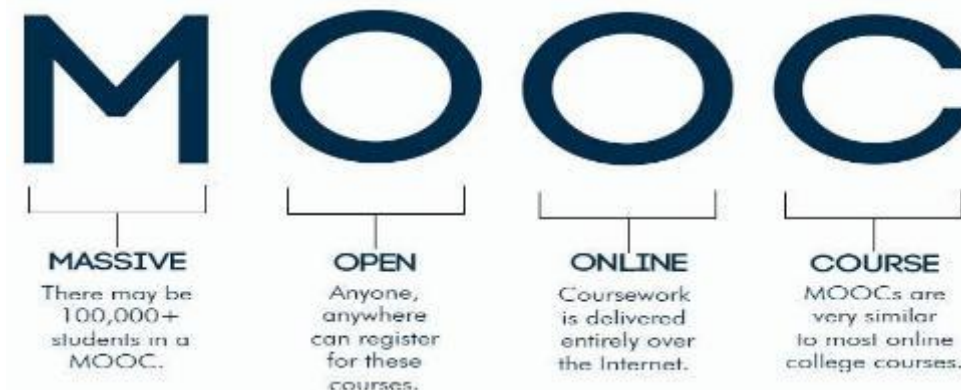 MOOC
MASSIVE
There may be
100,000+
students in a
MOOC.
OPEN
Anyone,
anywhere
can register
for these
courses.
ONLINE
Coursework
is delivered
entirely over
the Internet.
COURSE
MOOCs are
very similar
to most online
college courses.